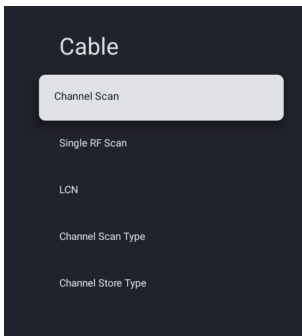 Cable
Channel Scan
Single RF Scan
LCN
Channel Scan Type
Channel Store Type